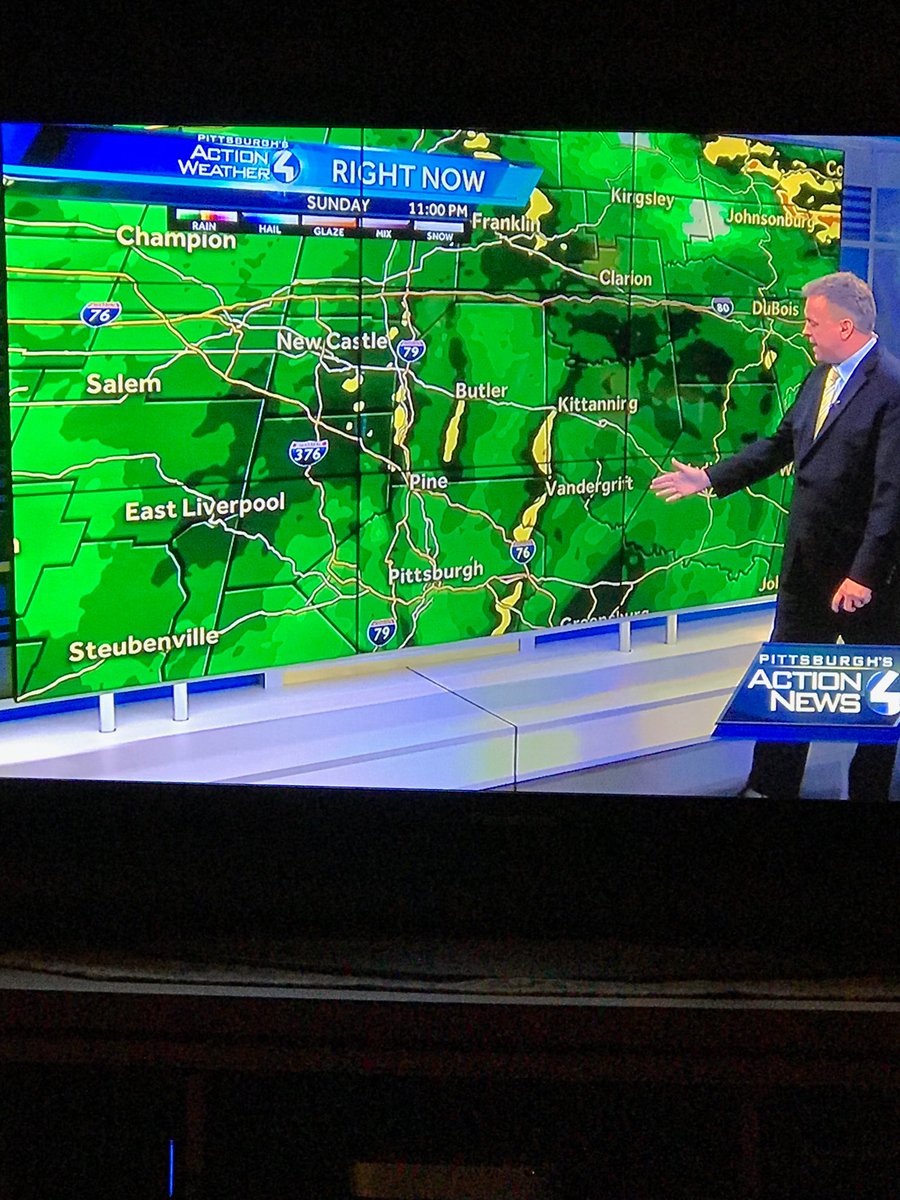 PITTSBURGH'S
ACTION
WEATHER 4
RIGHT NOW
SUNDAY 11:00 PM
RAIN HAIL GLAZE MIX SNOW
Champion
Franklin
Kingsley
Johnsonburg
Clarion
76
80
DuBois
New Castle
79
Salem
Butler
Kittanning
376
Pine
Vandergrift
East Liverpool
76
Pittsburgh
79
Greensburg
Steubenville
PITTSBURGH'S
ACTION
NEWS 4